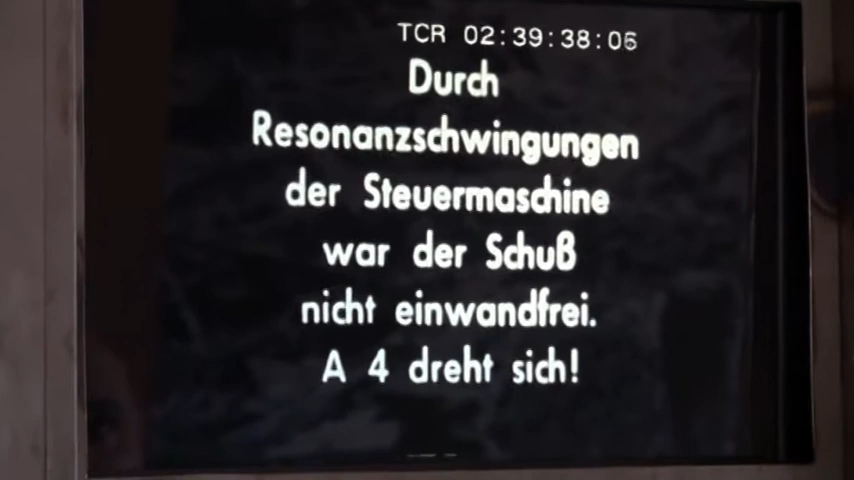 TCR 02:39:38:06
Durch
Resonanzschwingungen
der Steuermaschine
war der Schuß
nicht einwandfrei.
A 4 dreht sich!